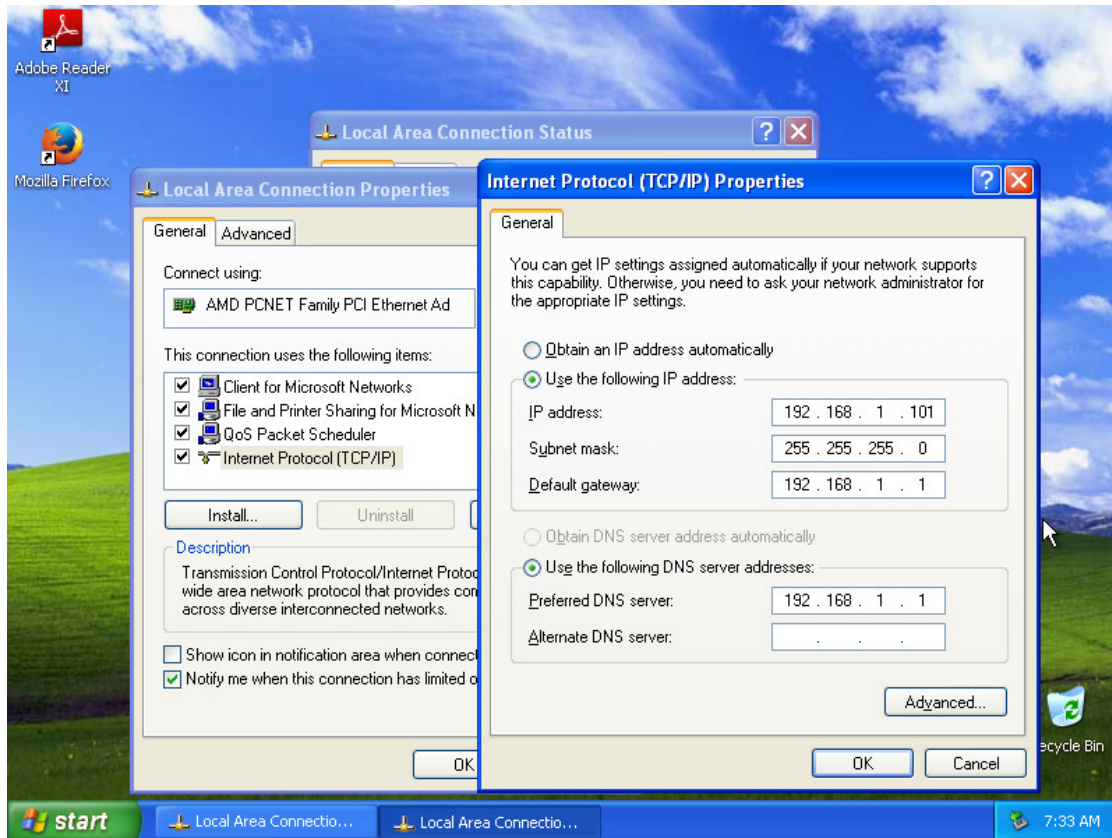 Adobe Reader
XI
Mozilla Firefox
Local Area Connection Status
Local Area Connection Properties
General
Advanced
Connect using:
AMD PCNET Family PCI Ethernet Ad
This connection uses the following items:
Client for Microsoft Networks
File and Printer Sharing for Microsoft N
QoS Packet Scheduler
Internet Protocol (TCP/IP)
Install...
Uninstall
Description
Transmission Control Protocol/Internet Protoc
wide area network protocol that provides con
across diverse interconnected networks.
Show icon in notification area when connect
Notify me when this connection has limited o
OK
Internet Protocol (TCP/IP) Properties
General
You can get IP settings assigned automatically if your network supports
this capability. Otherwise, you need to ask your network administrator for
the appropriate IP settings.
Obtain an IP address automatically
Use the following IP address:
IP address: 192 . 168 . 1 . 101
Subnet mask: 255 . 255 . 255 . 0
Default gateway: 192 . 168 . 1 . 1
Obtain DNS server address automatically
Use the following DNS server addresses:
Preferred DNS server: 192 . 168 . 1 . 1
Alternate DNS server: . . .
Advanced...
OK
Cancel
ecycle Bin
start
Local Area Connectio...
Local Area Connectio...
7:33 AM